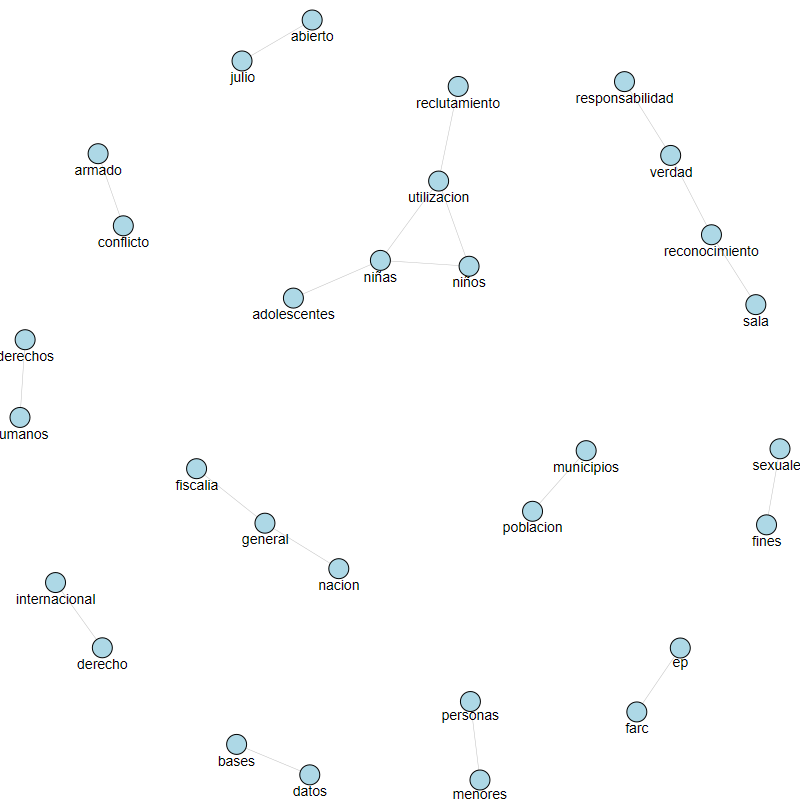 abierto
julio
reclutamiento
responsabilidad
armado
verdad
utilizacion
conflicto
reconocimiento
niñas
niños
adolescentes
sala
derechos
umanos
municipios
sexuale
fiscalia
poblacion
general
fines
nacion
internacional
derecho
ep
personas
farc
bases
datos
menores